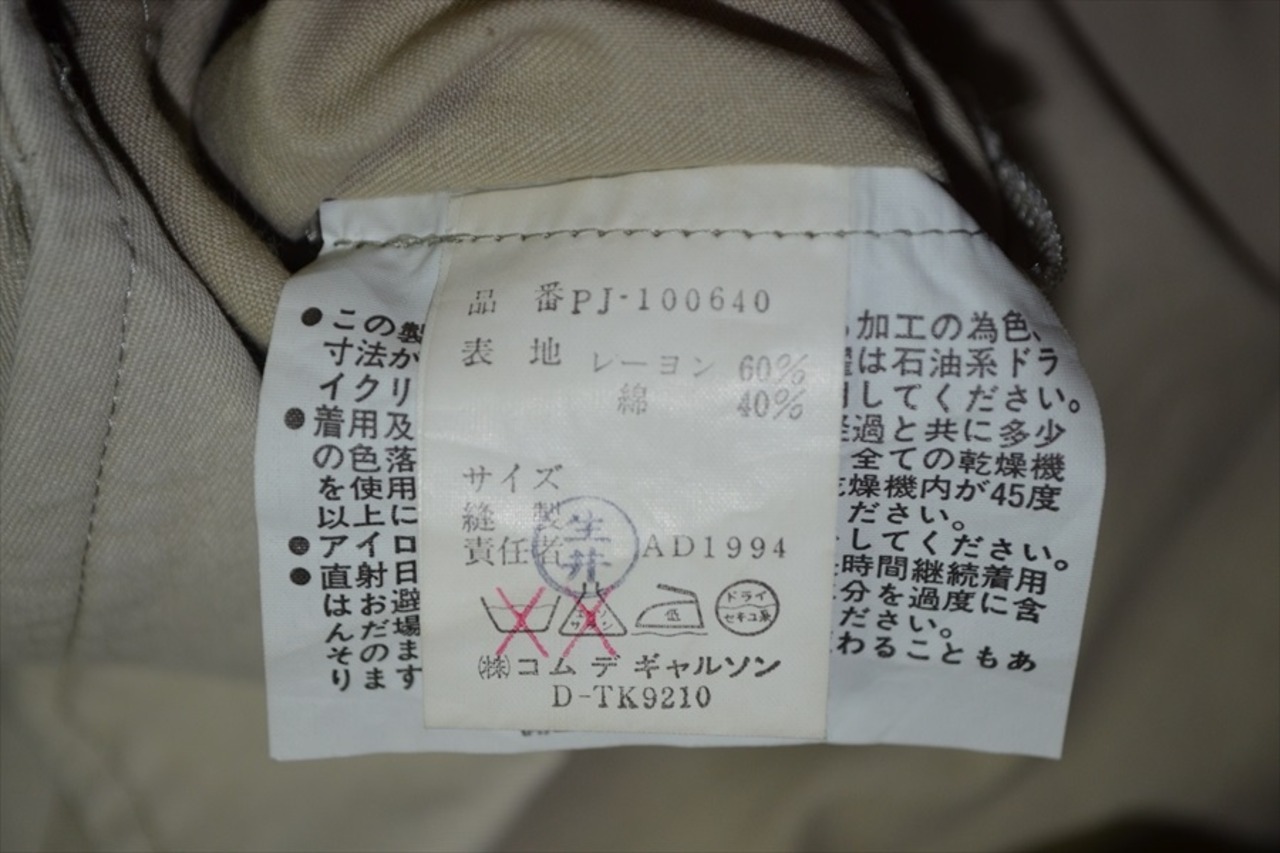 品 番 PJ-100640
表 地 レーヨン 60%
綿 40%
サイズ
縫 製
責任者 生井 AD1994
低 ドライ セキユ系
㈱コム デ ギャルソン
D-TK9210
●この製
寸法が
イクリ
●着用及
の色落
を使用
以上に
●アイロ
●直射日
はお避
んだ場
そのま
ります
加工の為色、
は石油系ドラ
してください。
過と共に多少
全ての乾燥機
燥機内が45度
ださい。
してください。
時間継続着用
分を過度に含
ださい。
わることもあ